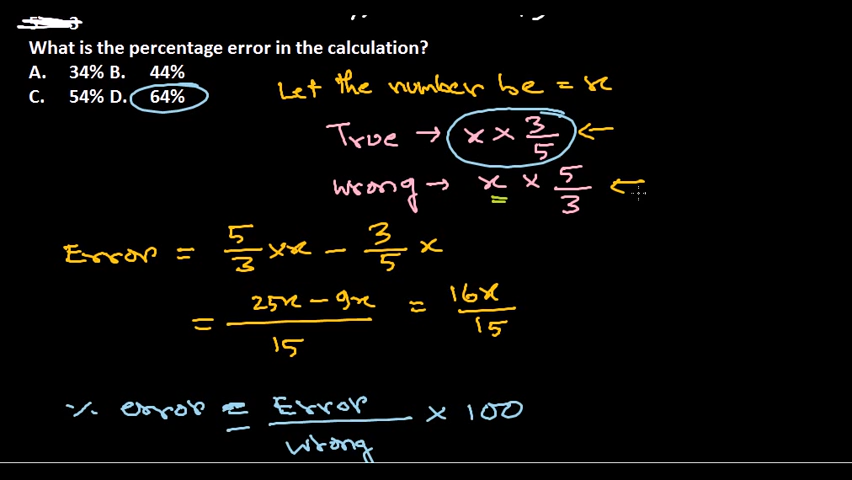 What is the percentage error in the calculation?
A. 34% B. 44%
C. 54% D. 64%
Let the number be = x
True → x × 3/5 ←
Wrong → x × 5/3 ←
Error = 5/3 × x − 3/5 x
= 25x − 9x / 15 = 16x / 15
% error = Error / wrong × 100